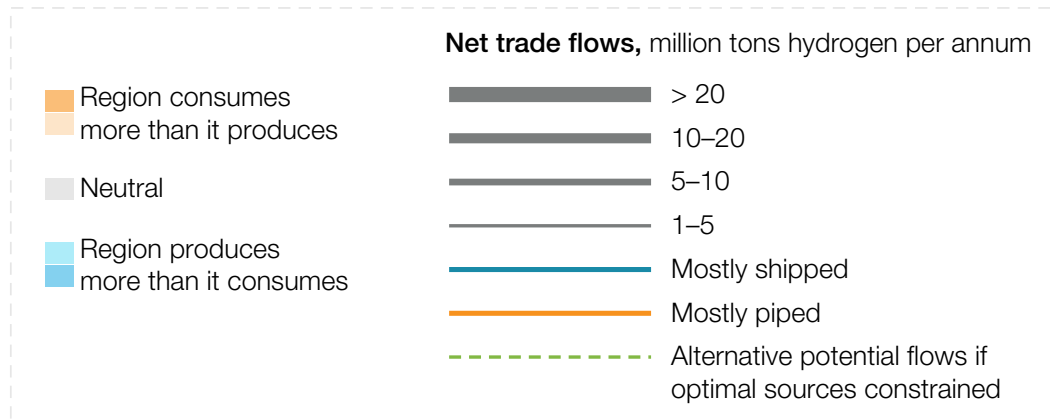 Net trade flows, million tons hydrogen per annum
Region consumes
more than it produces
Neutral
Region produces
more than it consumes
> 20
10–20
5–10
1–5
Mostly shipped
Mostly piped
Alternative potential flows if
optimal sources constrained